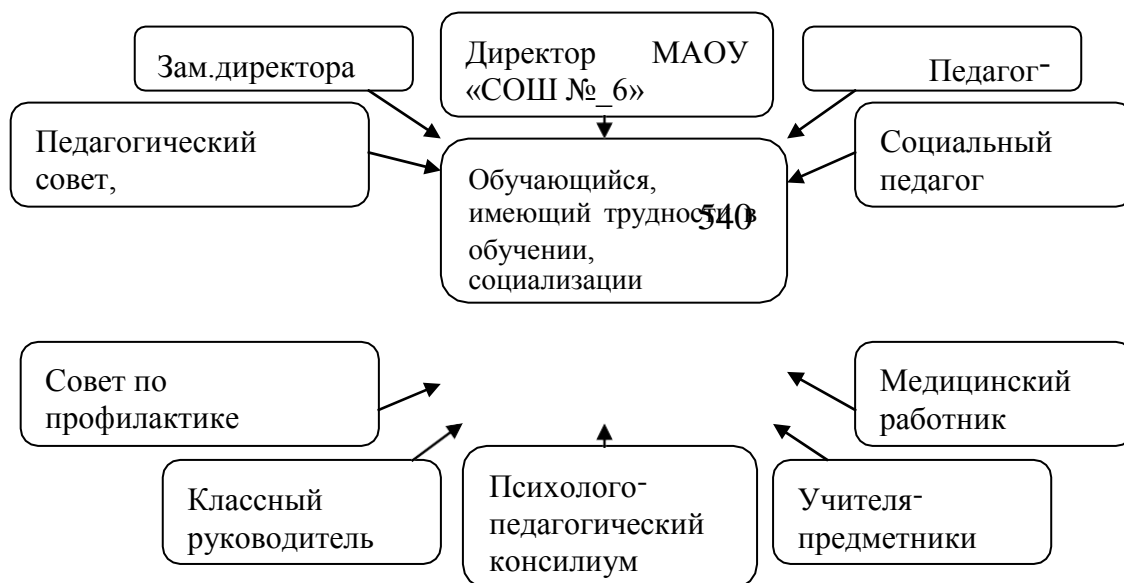 Зам.директора
Директор МАОУ
«СОШ №_6»
Педагог-
Педагогический
совет,
Социальный
педагог
Обучающийся,
имеющий трудности в
540
обучении,
социализации
Совет по
профилактике
Медицинский
работник
Классный
руководитель
Психолого-
педагогический
консилиум
Учителя-
предметники